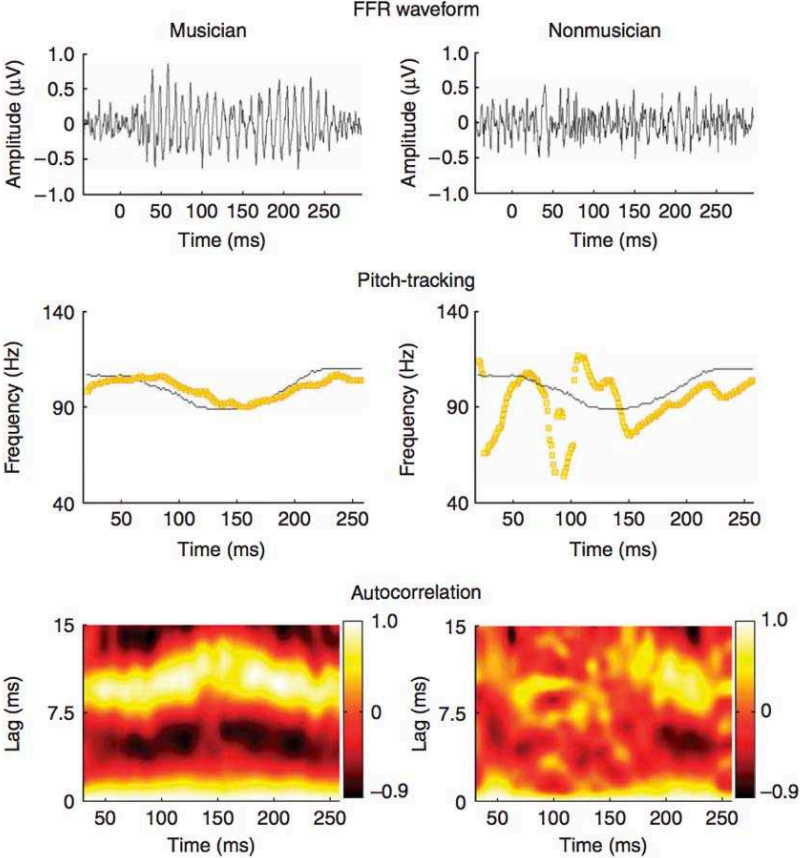 FFR waveform
Musician
Nonmusician
Amplitude (µV)
1.0
0.5
0
−0.5
−1.0
0 50 100 150 200 250
Time (ms)
Amplitude (µV)
1.0
0.5
0
−0.5
−1.0
0 50 100 150 200 250
Time (ms)
Pitch-tracking
Frequency (Hz)
140
90
40
50 100 150 200 250
Time (ms)
Frequency (Hz)
140
90
40
50 100 150 200 250
Time (ms)
Autocorrelation
Lag (ms)
15
7.5
0
50 100 150 200 250
Time (ms)
1.0
0
−0.9
Lag (ms)
15
7.5
0
50 100 150 200 250
Time (ms)
1.0
0
−0.9